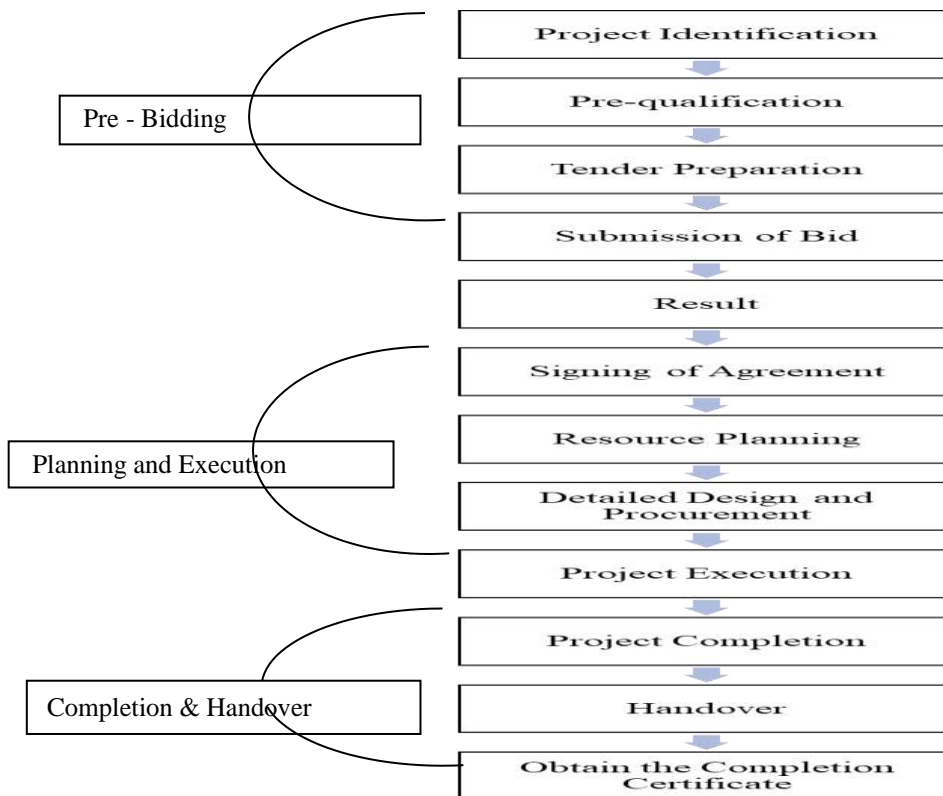 Project Identification
Pre-qualification
Pre - Bidding
Tender Preparation
Submission of Bid
Result
Signing of Agreement
Resource Planning
Planning and Execution
Detailed Design and
Procurement
Project Execution
Project Completion
Completion & Handover
Handover
Obtain the Completion
Certificate